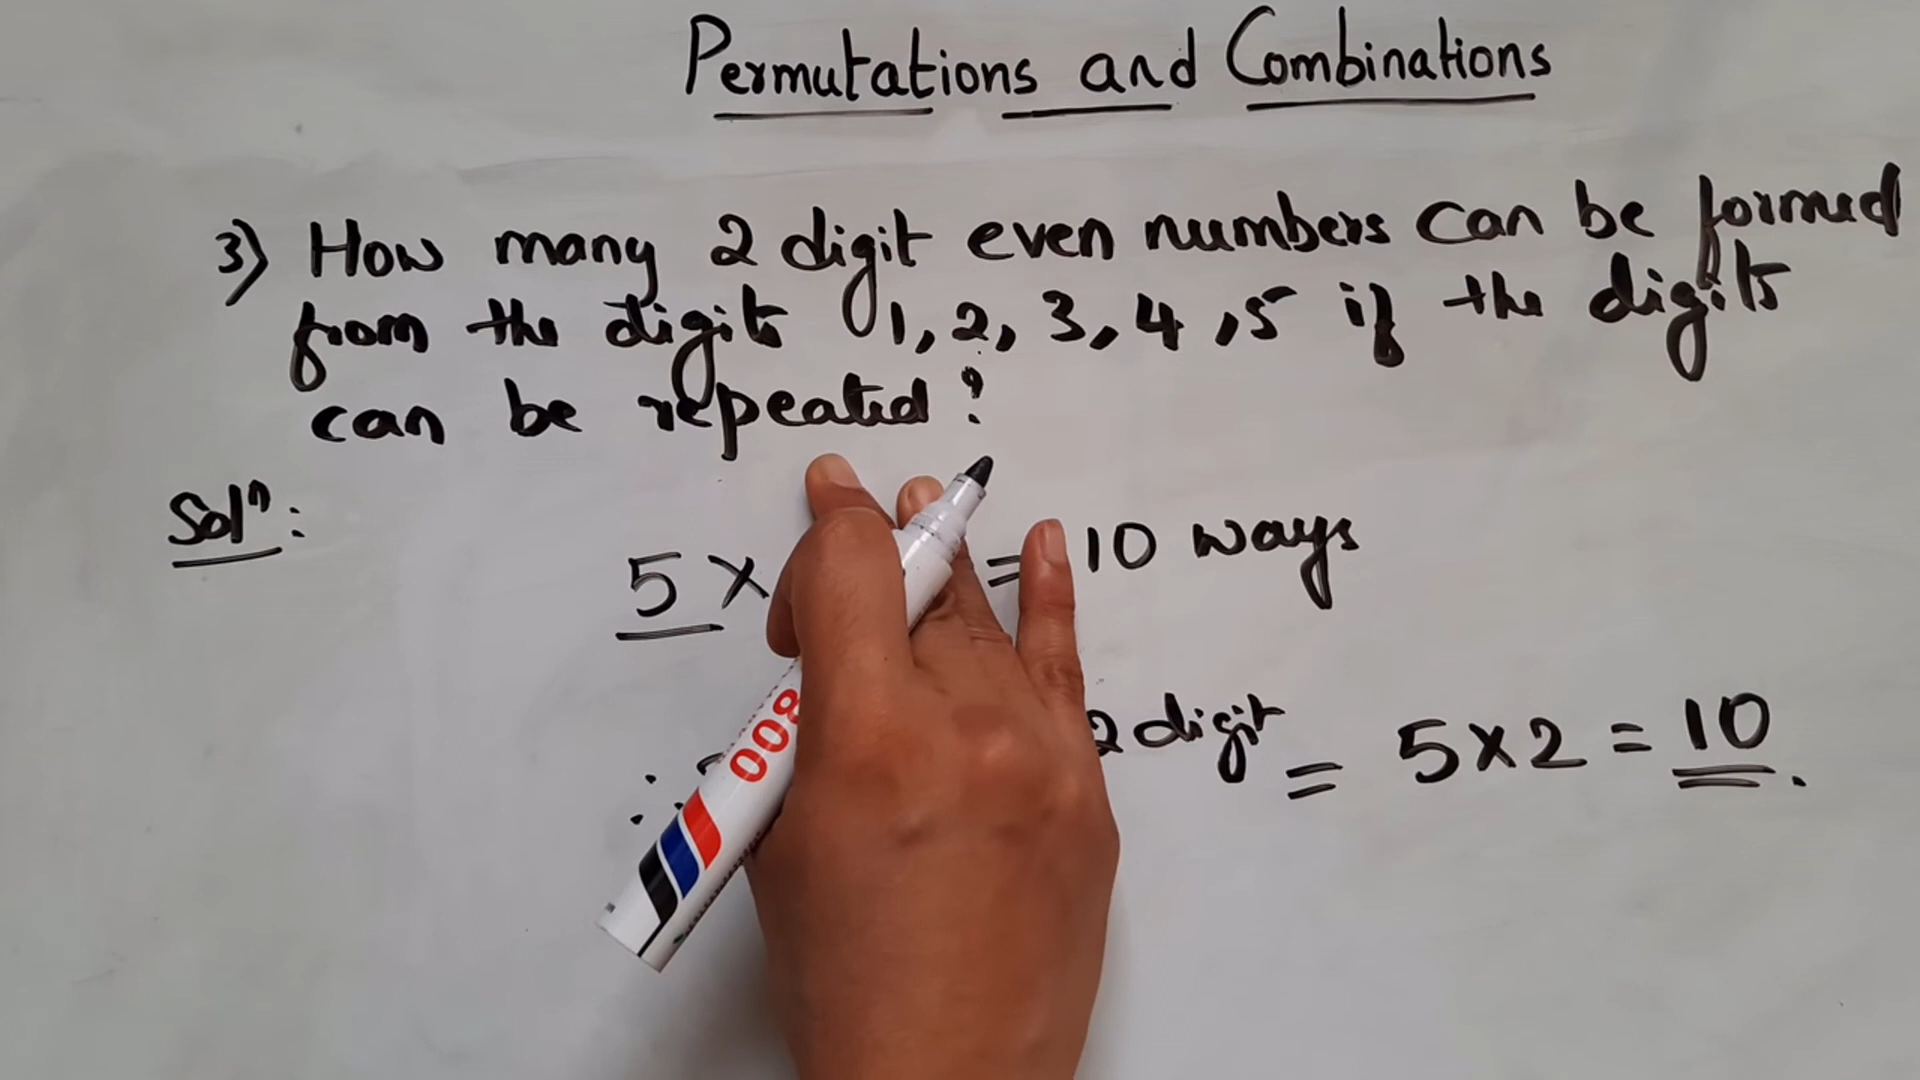 Permutations and Combinations
3) How many 2 digit even numbers can be formed
from the digits 1, 2, 3, 4, 5 if the digits
can be repeated?
Solⁿ:
5 × = 10 ways
∴ 2 digit = 5×2 = 10.
800